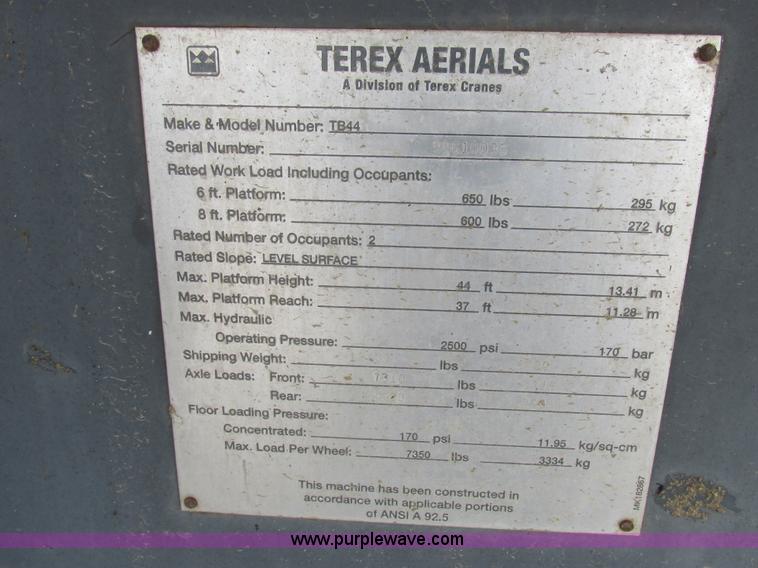 TEREX AERIALS
A Division of Terex Cranes
Make & Model Number: TB44
Serial Number:
Rated Work Load Including Occupants:
6 ft. Platform: 650 lbs 295 kg
8 ft. Platform: 600 lbs 272 kg
Rated Number of Occupants: 2
Rated Slope: LEVEL SURFACE
Max. Platform Height: 44 ft 13.41 m
Max. Platform Reach: 37 ft 11.28 m
Max. Hydraulic
Operating Pressure: 2500 psi 170 bar
Shipping Weight: lbs kg
Axle Loads: Front: lbs kg
Rear: lbs kg
Floor Loading Pressure:
Concentrated: 170 psi 11.95 kg/sq-cm
Max. Load Per Wheel: 7350 lbs 3334 kg
This machine has been constructed in
accordance with applicable portions
of ANSI A 92.5
MK182867
www.purplewave.com